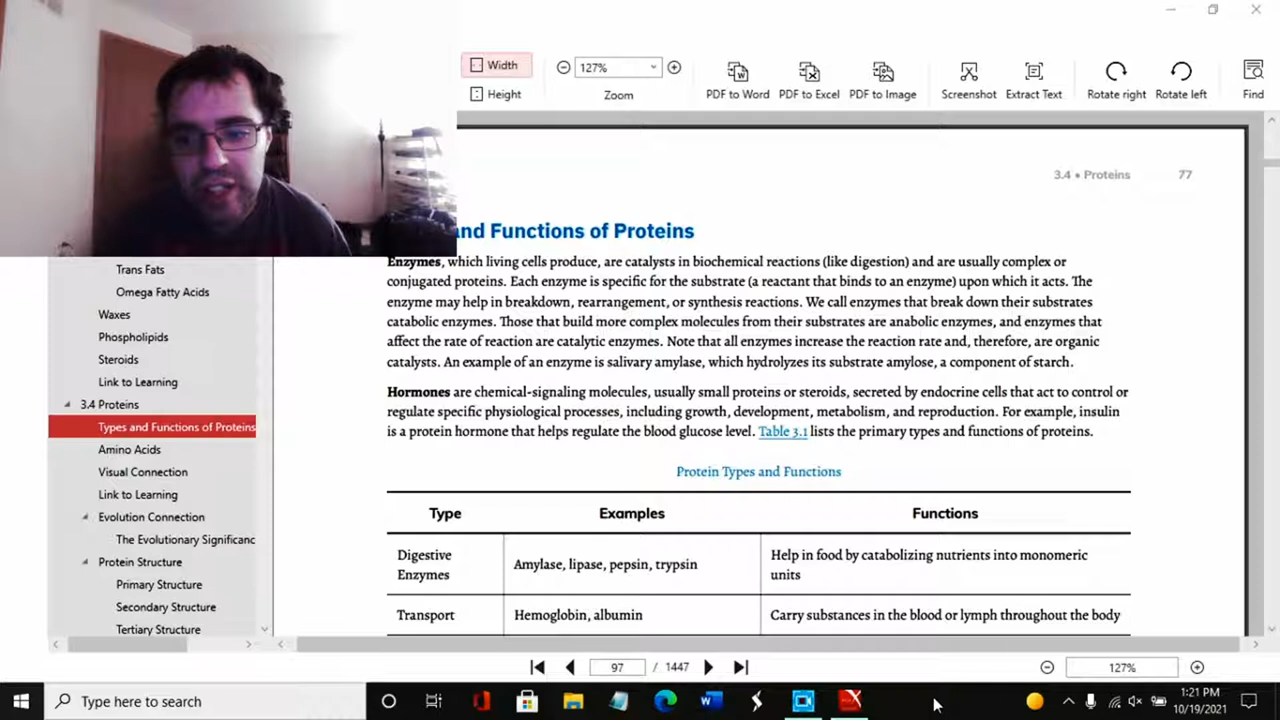 Width
Height
127%
Zoom
PDF to Word
PDF to Excel
PDF to Image
Screenshot
Extract Text
Rotate right
Rotate left
Find
3.4 • Proteins 77
and Functions of Proteins
Enzymes, which living cells produce, are catalysts in biochemical reactions (like digestion) and are usually complex or
conjugated proteins. Each enzyme is specific for the substrate (a reactant that binds to an enzyme) upon which it acts. The
enzyme may help in breakdown, rearrangement, or synthesis reactions. We call enzymes that break down their substrates
catabolic enzymes. Those that build more complex molecules from their substrates are anabolic enzymes, and enzymes that
affect the rate of reaction are catalytic enzymes. Note that all enzymes increase the reaction rate and, therefore, are organic
catalysts. An example of an enzyme is salivary amylase, which hydrolyzes its substrate amylose, a component of starch.
Hormones are chemical-signaling molecules, usually small proteins or steroids, secreted by endocrine cells that act to control or
regulate specific physiological processes, including growth, development, metabolism, and reproduction. For example, insulin
is a protein hormone that helps regulate the blood glucose level. Table 3.1 lists the primary types and functions of proteins.
Protein Types and Functions
Type Examples Functions
Digestive
Enzymes
Amylase, lipase, pepsin, trypsin
Help in food by catabolizing nutrients into monomeric
units
Transport Hemoglobin, albumin Carry substances in the blood or lymph throughout the body
Trans Fats
Omega Fatty Acids
Waxes
Phospholipids
Steroids
Link to Learning
3.4 Proteins
Types and Functions of Proteins
Amino Acids
Visual Connection
Link to Learning
Evolution Connection
The Evolutionary Significanc
Protein Structure
Primary Structure
Secondary Structure
Tertiary Structure
97 / 1447
127%
Type here to search
1:21 PM
10/19/2021